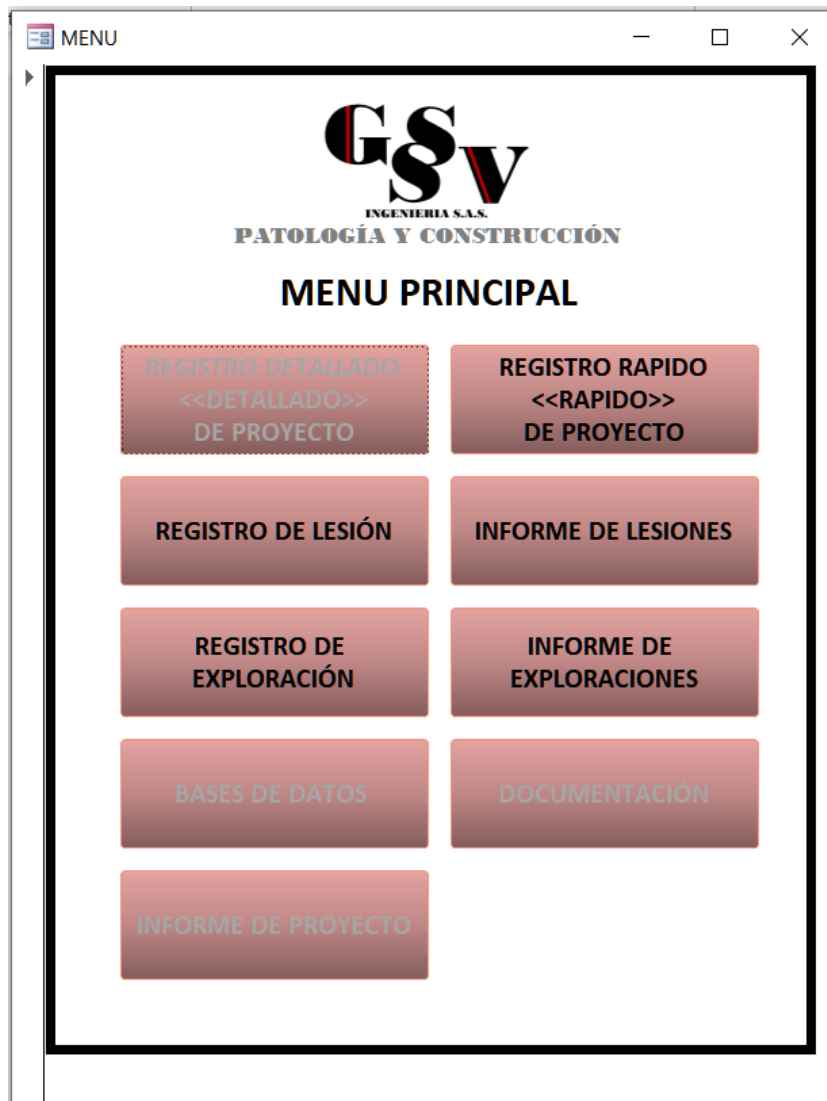 MENU
GSSV
INGENIERIA S.A.S.
PATOLOGÍA Y CONSTRUCCIÓN
MENU PRINCIPAL
REGISTRO DETALLADO
<<DETALLADO>>
DE PROYECTO
REGISTRO RAPIDO
<<RAPIDO>>
DE PROYECTO
REGISTRO DE LESIÓN
INFORME DE LESIONES
REGISTRO DE
EXPLORACIÓN
INFORME DE
EXPLORACIONES
BASES DE DATOS
DOCUMENTACIÓN
INFORME DE PROYECTO